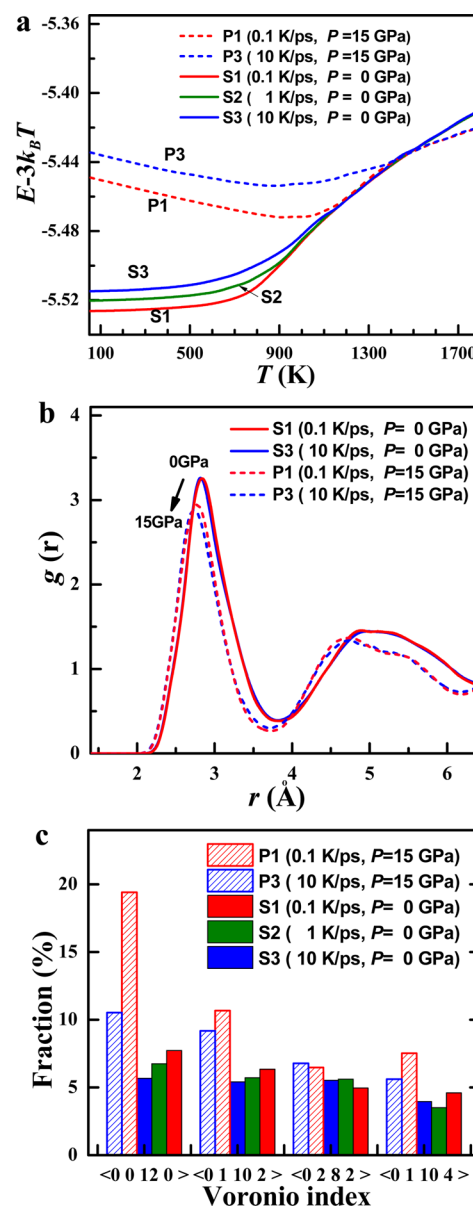 a
-5.36
-5.40
-5.44
-5.48
-5.52
E-3k_BT
P1 (0.1 K/ps, P=15 GPa)
P3 ( 10 K/ps, P=15 GPa)
S1 (0.1 K/ps, P= 0 GPa)
S2 ( 1 K/ps, P= 0 GPa)
S3 ( 10 K/ps, P= 0 GPa)
P3
P1
S3
S2
S1
100 500 900 1300 1700
T (K)
b
4
3
2
1
0
g (r)
S1 (0.1 K/ps, P= 0 GPa)
S3 ( 10 K/ps, P= 0 GPa)
P1 (0.1 K/ps, P=15 GPa)
P3 ( 10 K/ps, P=15 GPa)
0GPa
15GPa
2 3 4 5 6
r (Å)
c
20
15
10
5
0
Fraction (%)
P1 (0.1 K/ps, P=15 GPa)
P3 ( 10 K/ps, P=15 GPa)
S1 (0.1 K/ps, P= 0 GPa)
S2 ( 1 K/ps, P= 0 GPa)
S3 ( 10 K/ps, P= 0 GPa)
<0 0 12 0 > <0 1 10 2 > <0 2 8 2 > <0 1 10 4 >
Voronio index